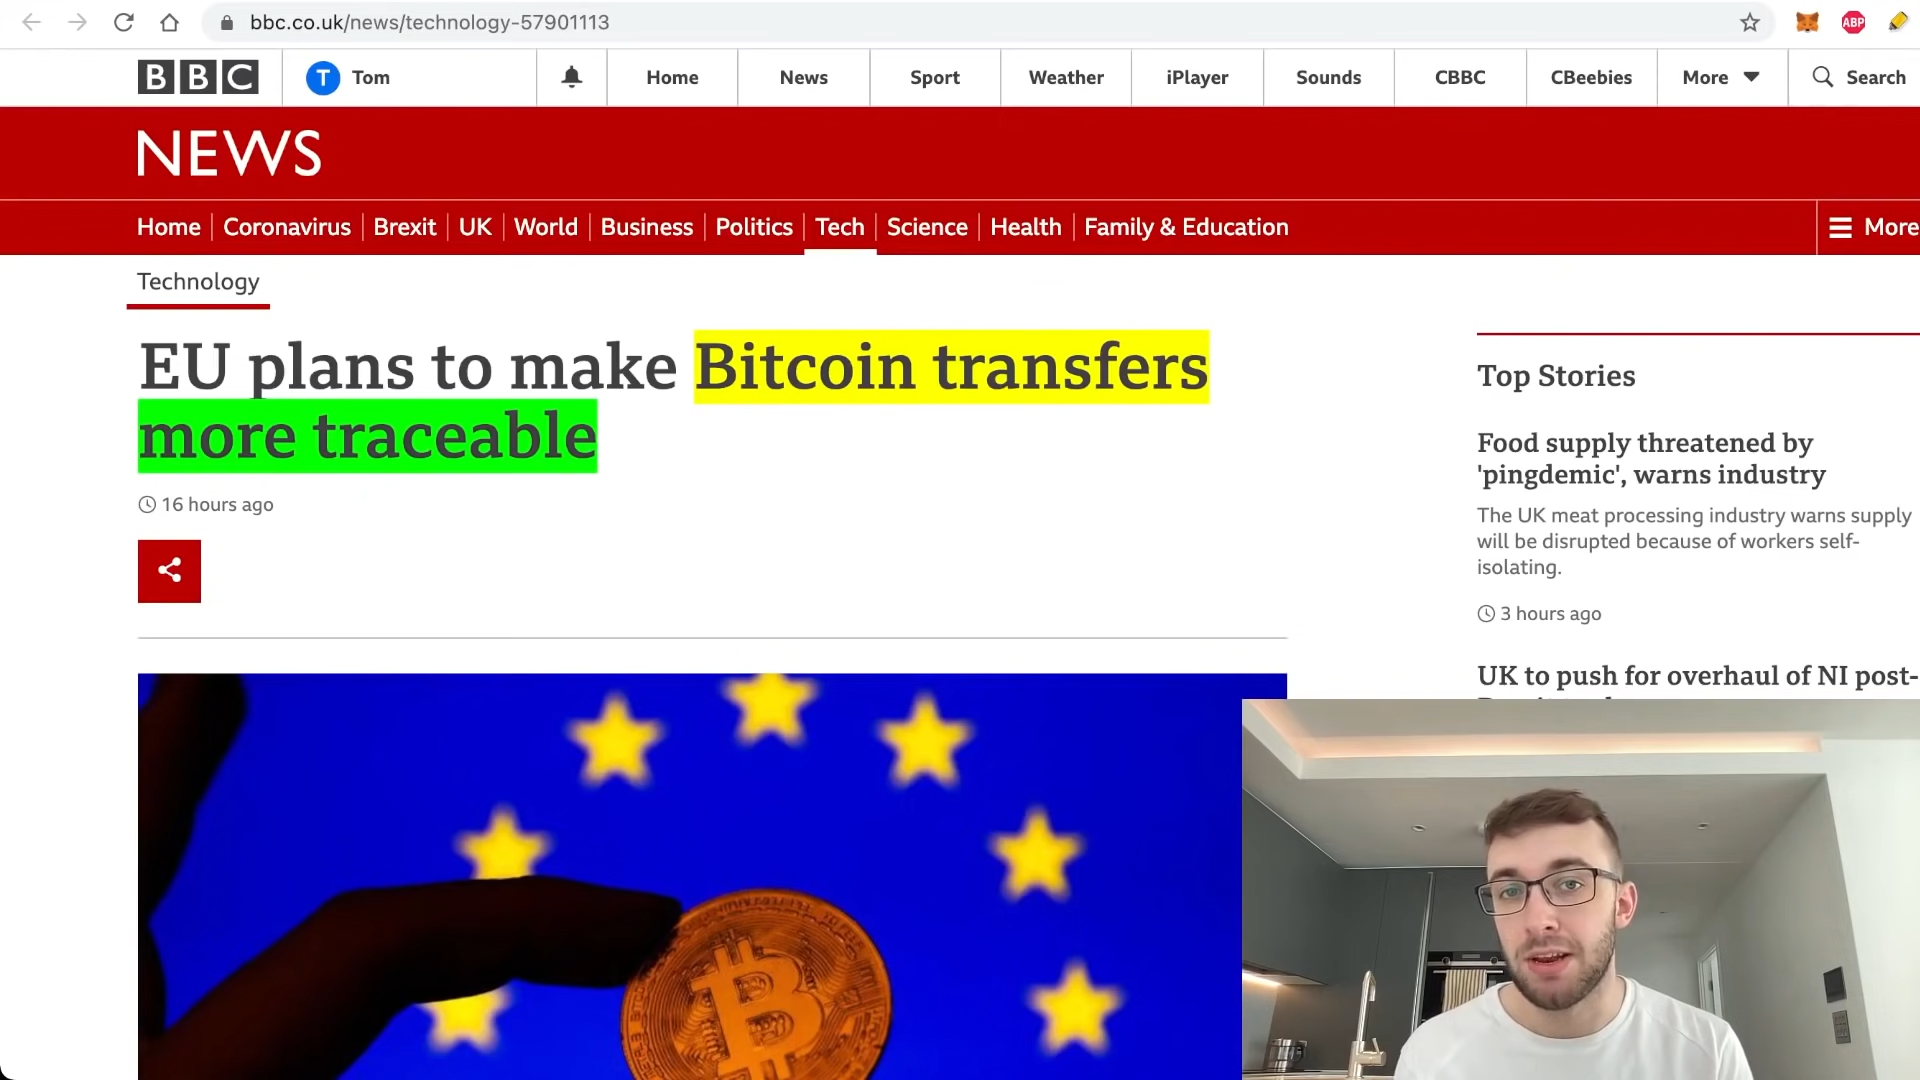 bbc.co.uk/news/technology-57901113
ABP
BBC
T Tom
Home
News
Sport
Weather
iPlayer
Sounds
CBBC
CBeebies
More
Search
NEWS
Home
Coronavirus
Brexit
UK
World
Business
Politics
Tech
Science
Health
Family & Education
More
Technology
EU plans to make Bitcoin transfers
more traceable
16 hours ago
Top Stories
Food supply threatened by
'pingdemic', warns industry
The UK meat processing industry warns supply
will be disrupted because of workers self-
isolating.
3 hours ago
UK to push for overhaul of NI post-